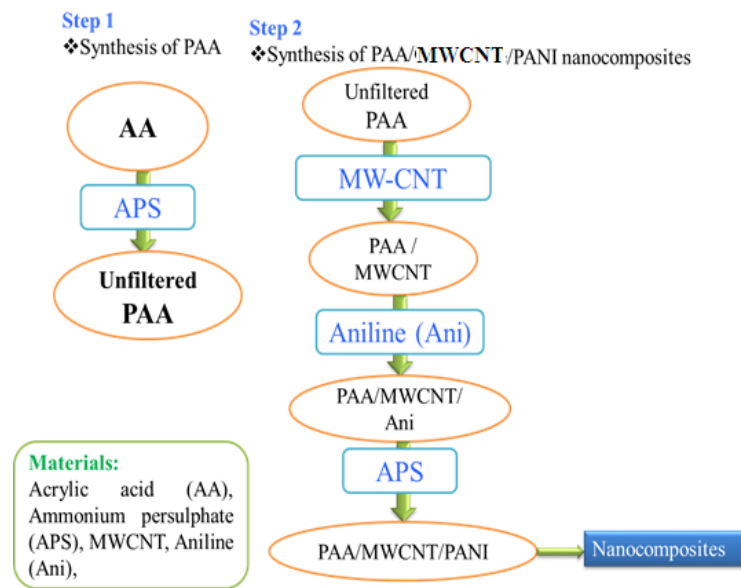 Step 1
❖Synthesis of PAA
AA
APS
Unfiltered
PAA
Step 2
❖Synthesis of PAA/MWCNT/PANI nanocomposites
Unfiltered
PAA
MW-CNT
PAA /
MWCNT
Aniline (Ani)
PAA/MWCNT/
Ani
APS
PAA/MWCNT/PANI
Nanocomposites
Materials:
Acrylic acid (AA),
Ammonium persulphate
(APS), MWCNT, Aniline
(Ani),